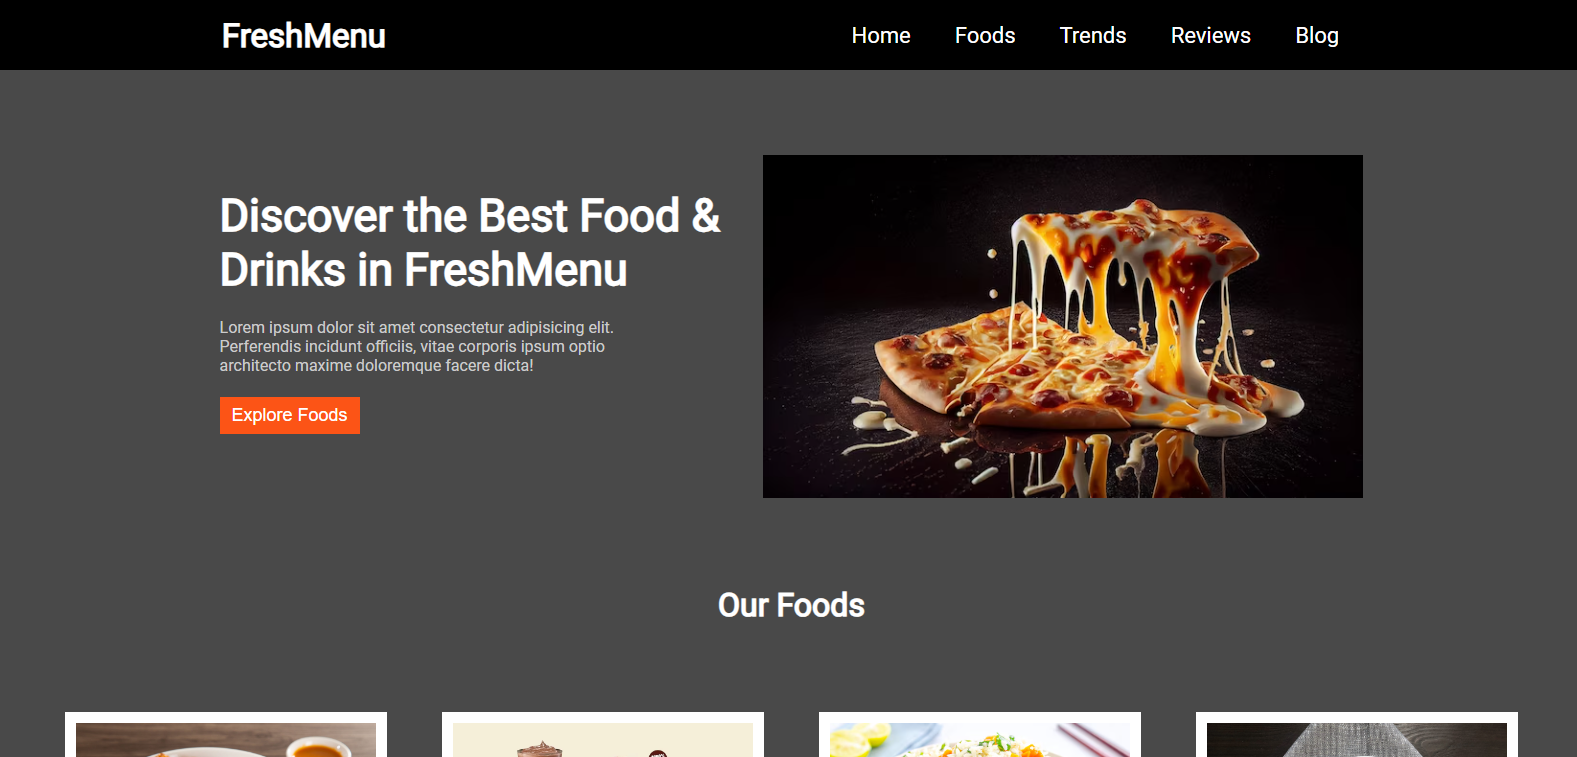 FreshMenu
Home Foods Trends Reviews Blog
Discover the Best Food &
Drinks in FreshMenu
Lorem ipsum dolor sit amet consectetur adipisicing elit.
Perferendis incidunt officiis, vitae corporis ipsum optio
architecto maxime doloremque facere dicta!
Explore Foods
Our Foods